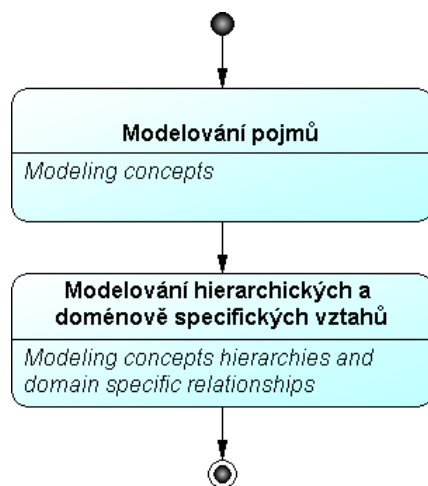 Modelování pojmů
Modeling concepts
Modelování hierarchických a
doménově specifických vztahů
Modeling concepts hierarchies and
domain specific relationships